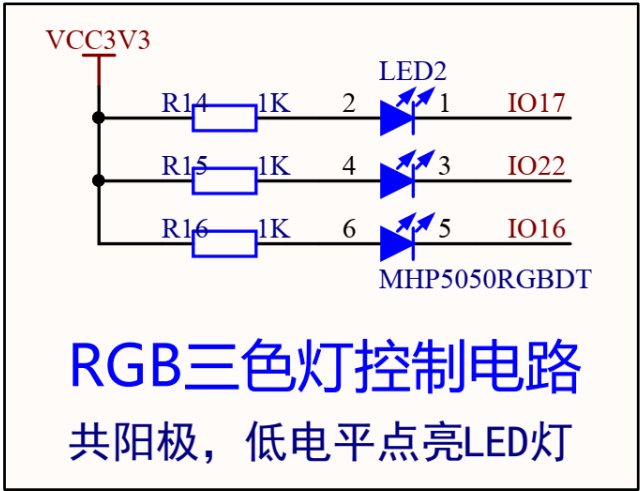 VCC3V3
LED2
R14 1K 2 1 IO17
R15 1K 4 3 IO22
R16 1K 6 5 IO16
MHP5050RGBDT
RGB三色灯控制电路
共阳极，低电平点亮LED灯